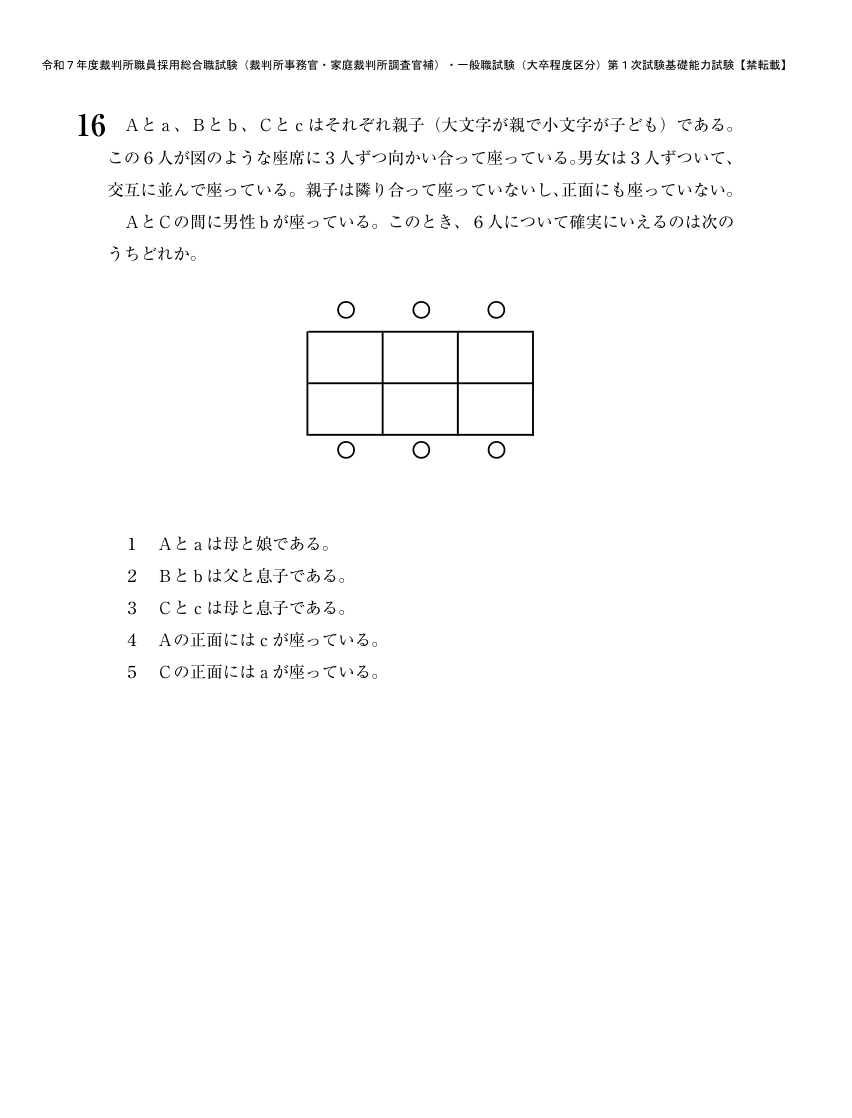 令和７年度裁判所職員採用総合職試験（裁判所事務官・家庭裁判所調査官補）・一般職試験（大卒程度区分）第１次試験基礎能力試験【禁転載】
16　Ａとａ、Ｂとｂ、Ｃとｃはそれぞれ親子（大文字が親で小文字が子ども）である。
この６人が図のような座席に３人ずつ向かい合って座っている。男女は３人ずついて、
交互に並んで座っている。親子は隣り合って座っていないし、正面にも座っていない。
ＡとＣの間に男性ｂが座っている。このとき、６人について確実にいえるのは次の
うちどれか。
１　Ａとａは母と娘である。
２　Ｂとｂは父と息子である。
３　Ｃとｃは母と息子である。
４　Ａの正面にはｃが座っている。
５　Ｃの正面にはａが座っている。